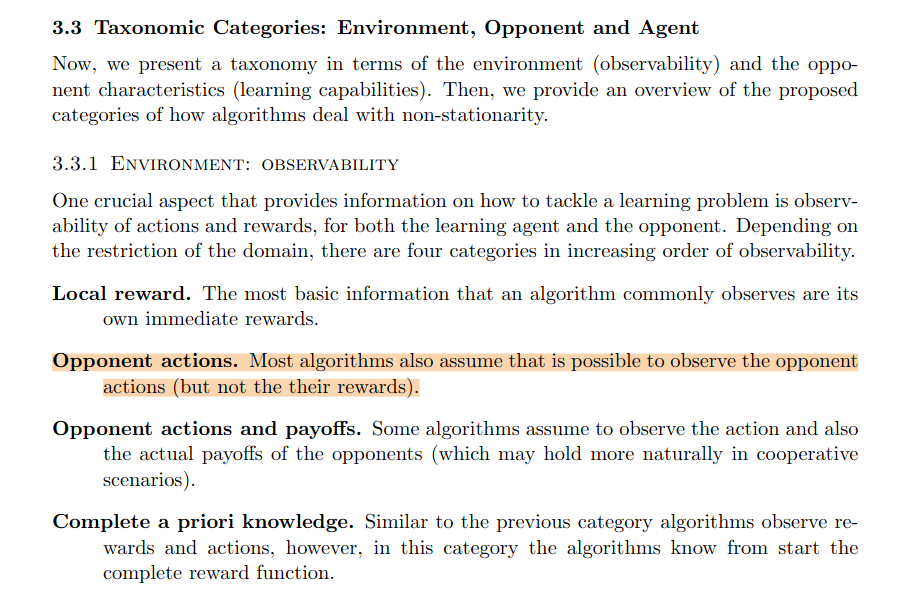 3.3 Taxonomic Categories: Environment, Opponent and Agent
Now, we present a taxonomy in terms of the environment (observability) and the oppo-
nent characteristics (learning capabilities). Then, we provide an overview of the proposed
categories of how algorithms deal with non-stationarity.
3.3.1 Environment: observability
One crucial aspect that provides information on how to tackle a learning problem is observ-
ability of actions and rewards, for both the learning agent and the opponent. Depending on
the restriction of the domain, there are four categories in increasing order of observability.
Local reward. The most basic information that an algorithm commonly observes are its
own immediate rewards.
Opponent actions. Most algorithms also assume that is possible to observe the opponent
actions (but not the their rewards).
Opponent actions and payoffs. Some algorithms assume to observe the action and also
the actual payoffs of the opponents (which may hold more naturally in cooperative
scenarios).
Complete a priori knowledge. Similar to the previous category algorithms observe re-
wards and actions, however, in this category the algorithms know from start the
complete reward function.